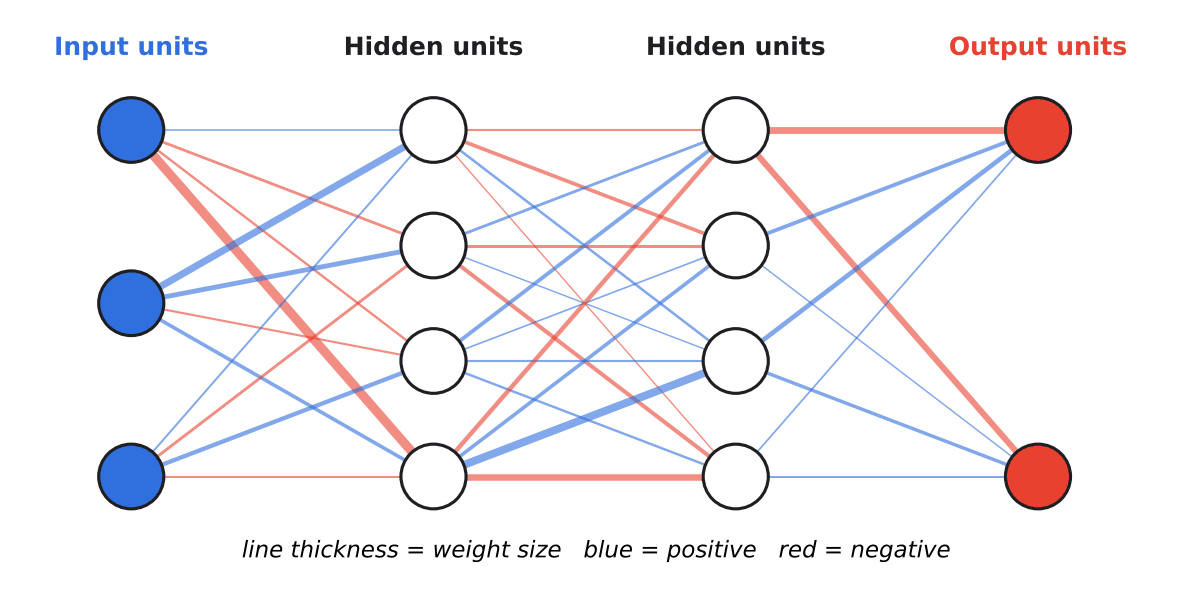 Input units Hidden units Hidden units Output units
line thickness = weight size blue = positive red = negative